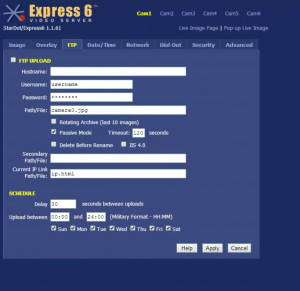 Express 6™
VIDEO SERVER
Cam1 Cam2 Cam3 Cam4 Cam5 Cam6
StarDot/Express6 1.1.61
Live Image Page | Pop-up Live Image
Image Overlay FTP Date/Time Network Dial-Out Security Advanced
FTP UPLOAD
Hostname:
Username: username
Password: ********
Path/File: camera0.jpg
Rotating Archive (last 10 images)
Passive Mode Timeout: 120 seconds
Delete Before Rename IIS 4.0
Secondary
Path/File:
Current IP Link
Path/File: ip.html
SCHEDULE
Delay 30 seconds between uploads
Upload between 00:00 and 24:00 (Military Format - HH:MM)
Sun Mon Tue Wed Thu Fri Sat
Help Apply Cancel